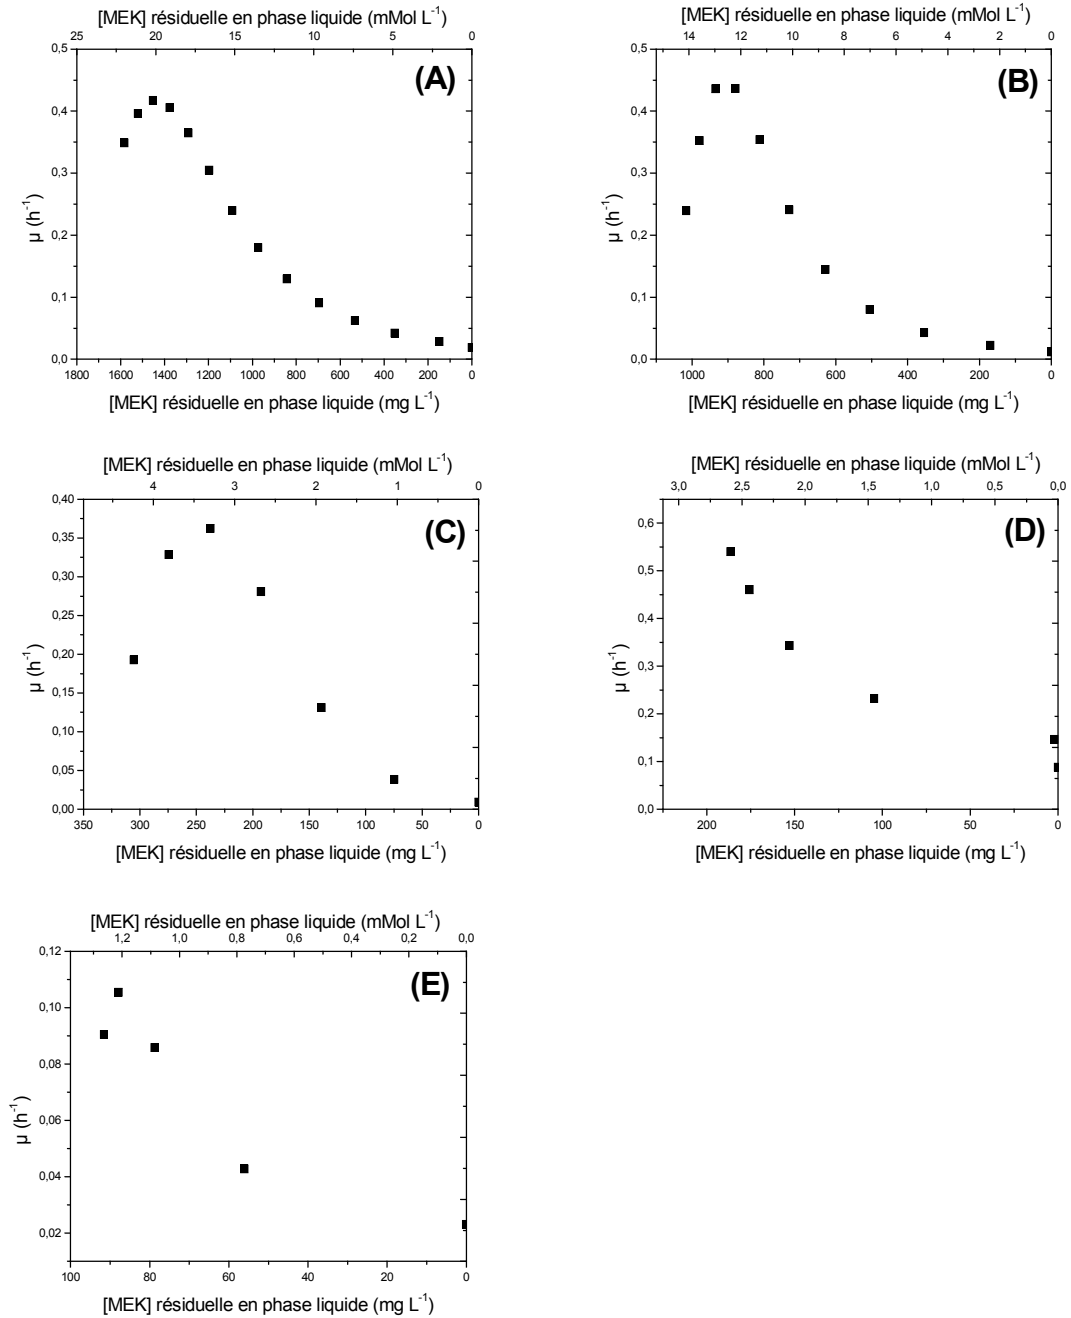 [MEK] résiduelle en phase liquide (mMol L⁻¹)
25 20 15 10 5 0
0,5
0,4
0,3
0,2
0,1
0,0
µ (h⁻¹)
(A)
1800 1600 1400 1200 1000 800 600 400 200 0
[MEK] résiduelle en phase liquide (mg L⁻¹)
[MEK] résiduelle en phase liquide (mMol L⁻¹)
14 12 10 8 6 4 2 0
0,5
0,4
0,3
0,2
0,1
0,0
µ (h⁻¹)
(B)
1000 800 600 400 200 0
[MEK] résiduelle en phase liquide (mg L⁻¹)
[MEK] résiduelle en phase liquide (mMol L⁻¹)
4 3 2 1 0
0,40
0,35
0,30
0,25
0,20
0,15
0,10
0,05
0,00
µ (h⁻¹)
(C)
350 300 250 200 150 100 50 0
[MEK] résiduelle en phase liquide (mg L⁻¹)
[MEK] résiduelle en phase liquide (mMol L⁻¹)
3,0 2,5 2,0 1,5 1,0 0,5 0,0
0,6
0,5
0,4
0,3
0,2
0,1
0,0
µ (h⁻¹)
(D)
200 150 100 50 0
[MEK] résiduelle en phase liquide (mg L⁻¹)
[MEK] résiduelle en phase liquide (mMol L⁻¹)
1,2 1,0 0,8 0,6 0,4 0,2 0,0
0,12
0,10
0,08
0,06
0,04
0,02
µ (h⁻¹)
(E)
100 80 60 40 20 0
[MEK] résiduelle en phase liquide (mg L⁻¹)